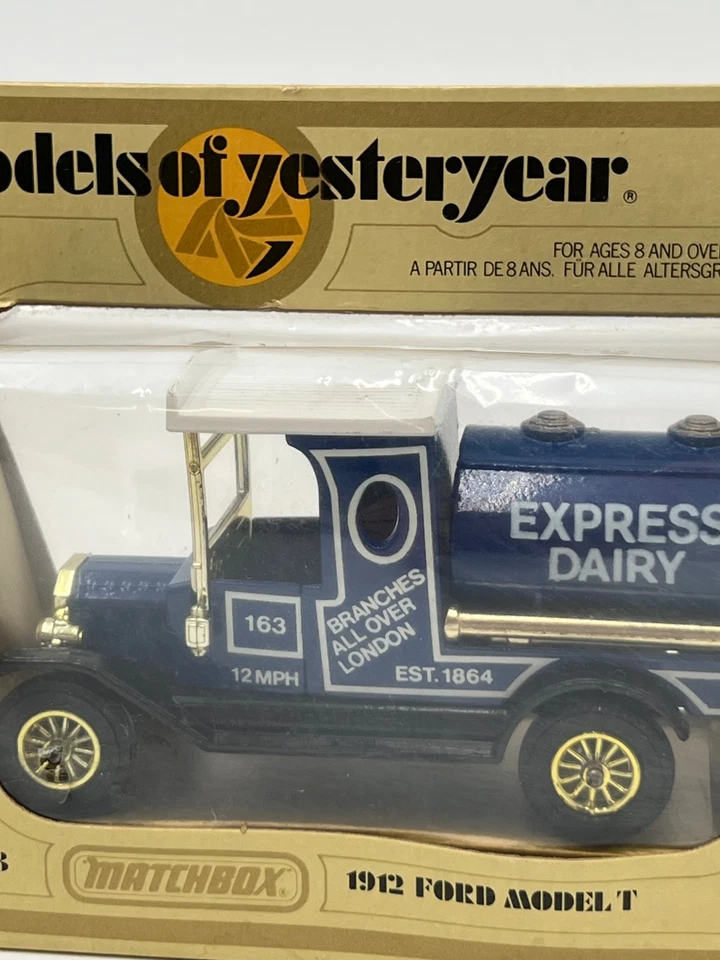 odels of yesteryear®
FOR AGES 8 AND OVE
A PARTIR DE 8 ANS. FÜR ALLE ALTERSGR
EXPRESS
DAIRY
163
12 MPH
BRANCHES
ALL OVER
LONDON
EST. 1864
3
MATCHBOX
1912 FORD MODEL T